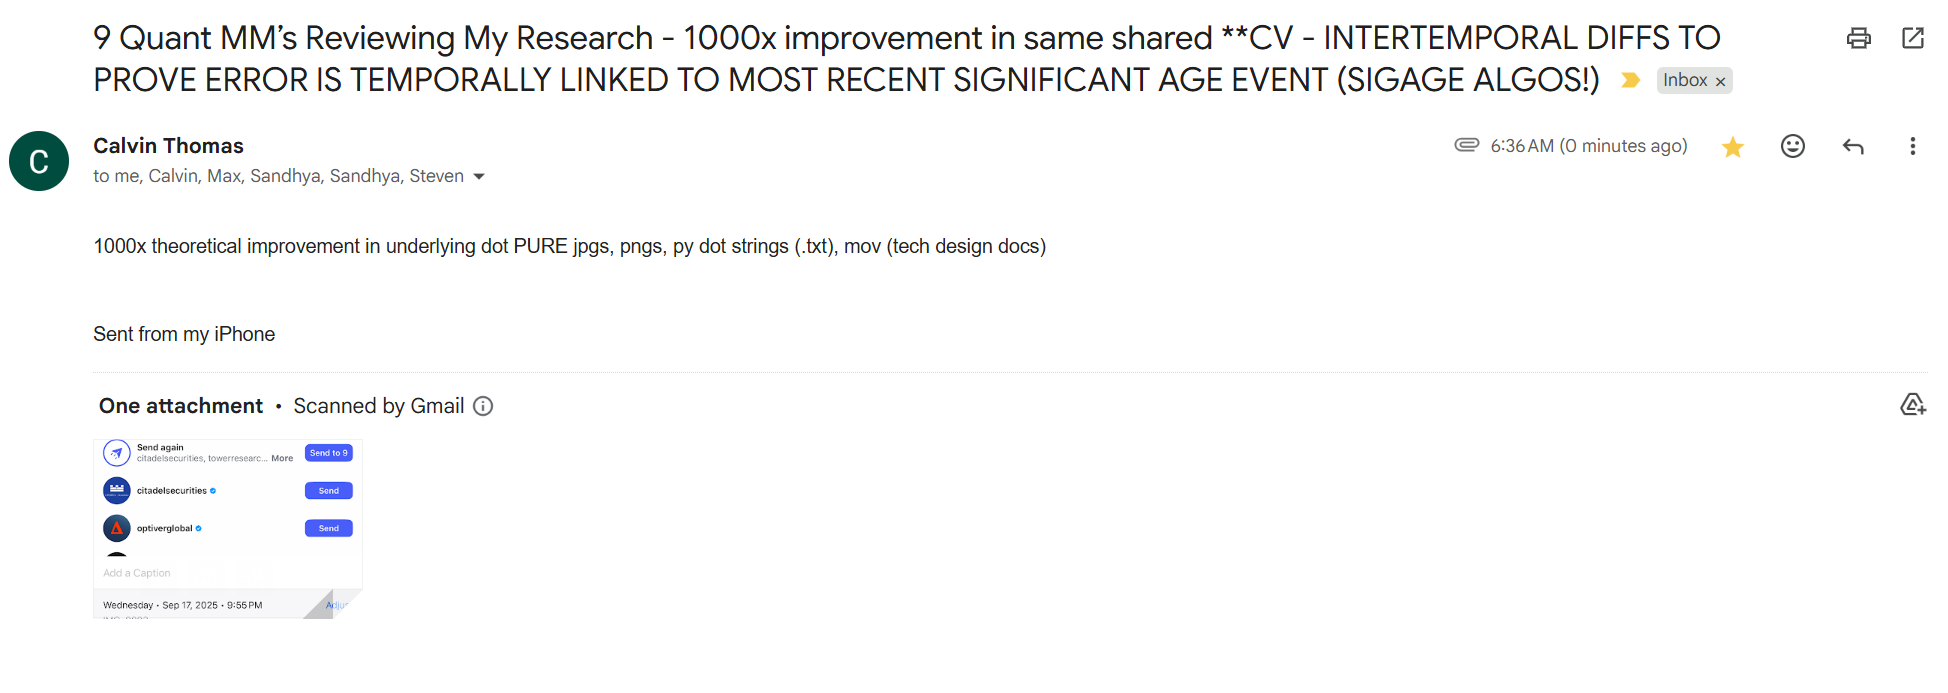 9 Quant MM’s Reviewing My Research - 1000x improvement in same shared **CV - INTERTEMPORAL DIFFS TO
PROVE ERROR IS TEMPORALLY LINKED TO MOST RECENT SIGNIFICANT AGE EVENT (SIGAGE ALGOS!) Inbox ×
C
Calvin Thomas
6:36 AM (0 minutes ago)
to me, Calvin, Max, Sandhya, Sandhya, Steven
1000x theoretical improvement in underlying dot PURE jpgs, pngs, py dot strings (.txt), mov (tech design docs)
Sent from my iPhone
One attachment • Scanned by Gmail
Send again
citadelsecurities, towerresearc... More
Send to 9
citadelsecurities
Send
optiverglobal
Send
Add a Caption
Wednesday • Sep 17, 2025 • 9:55 PM